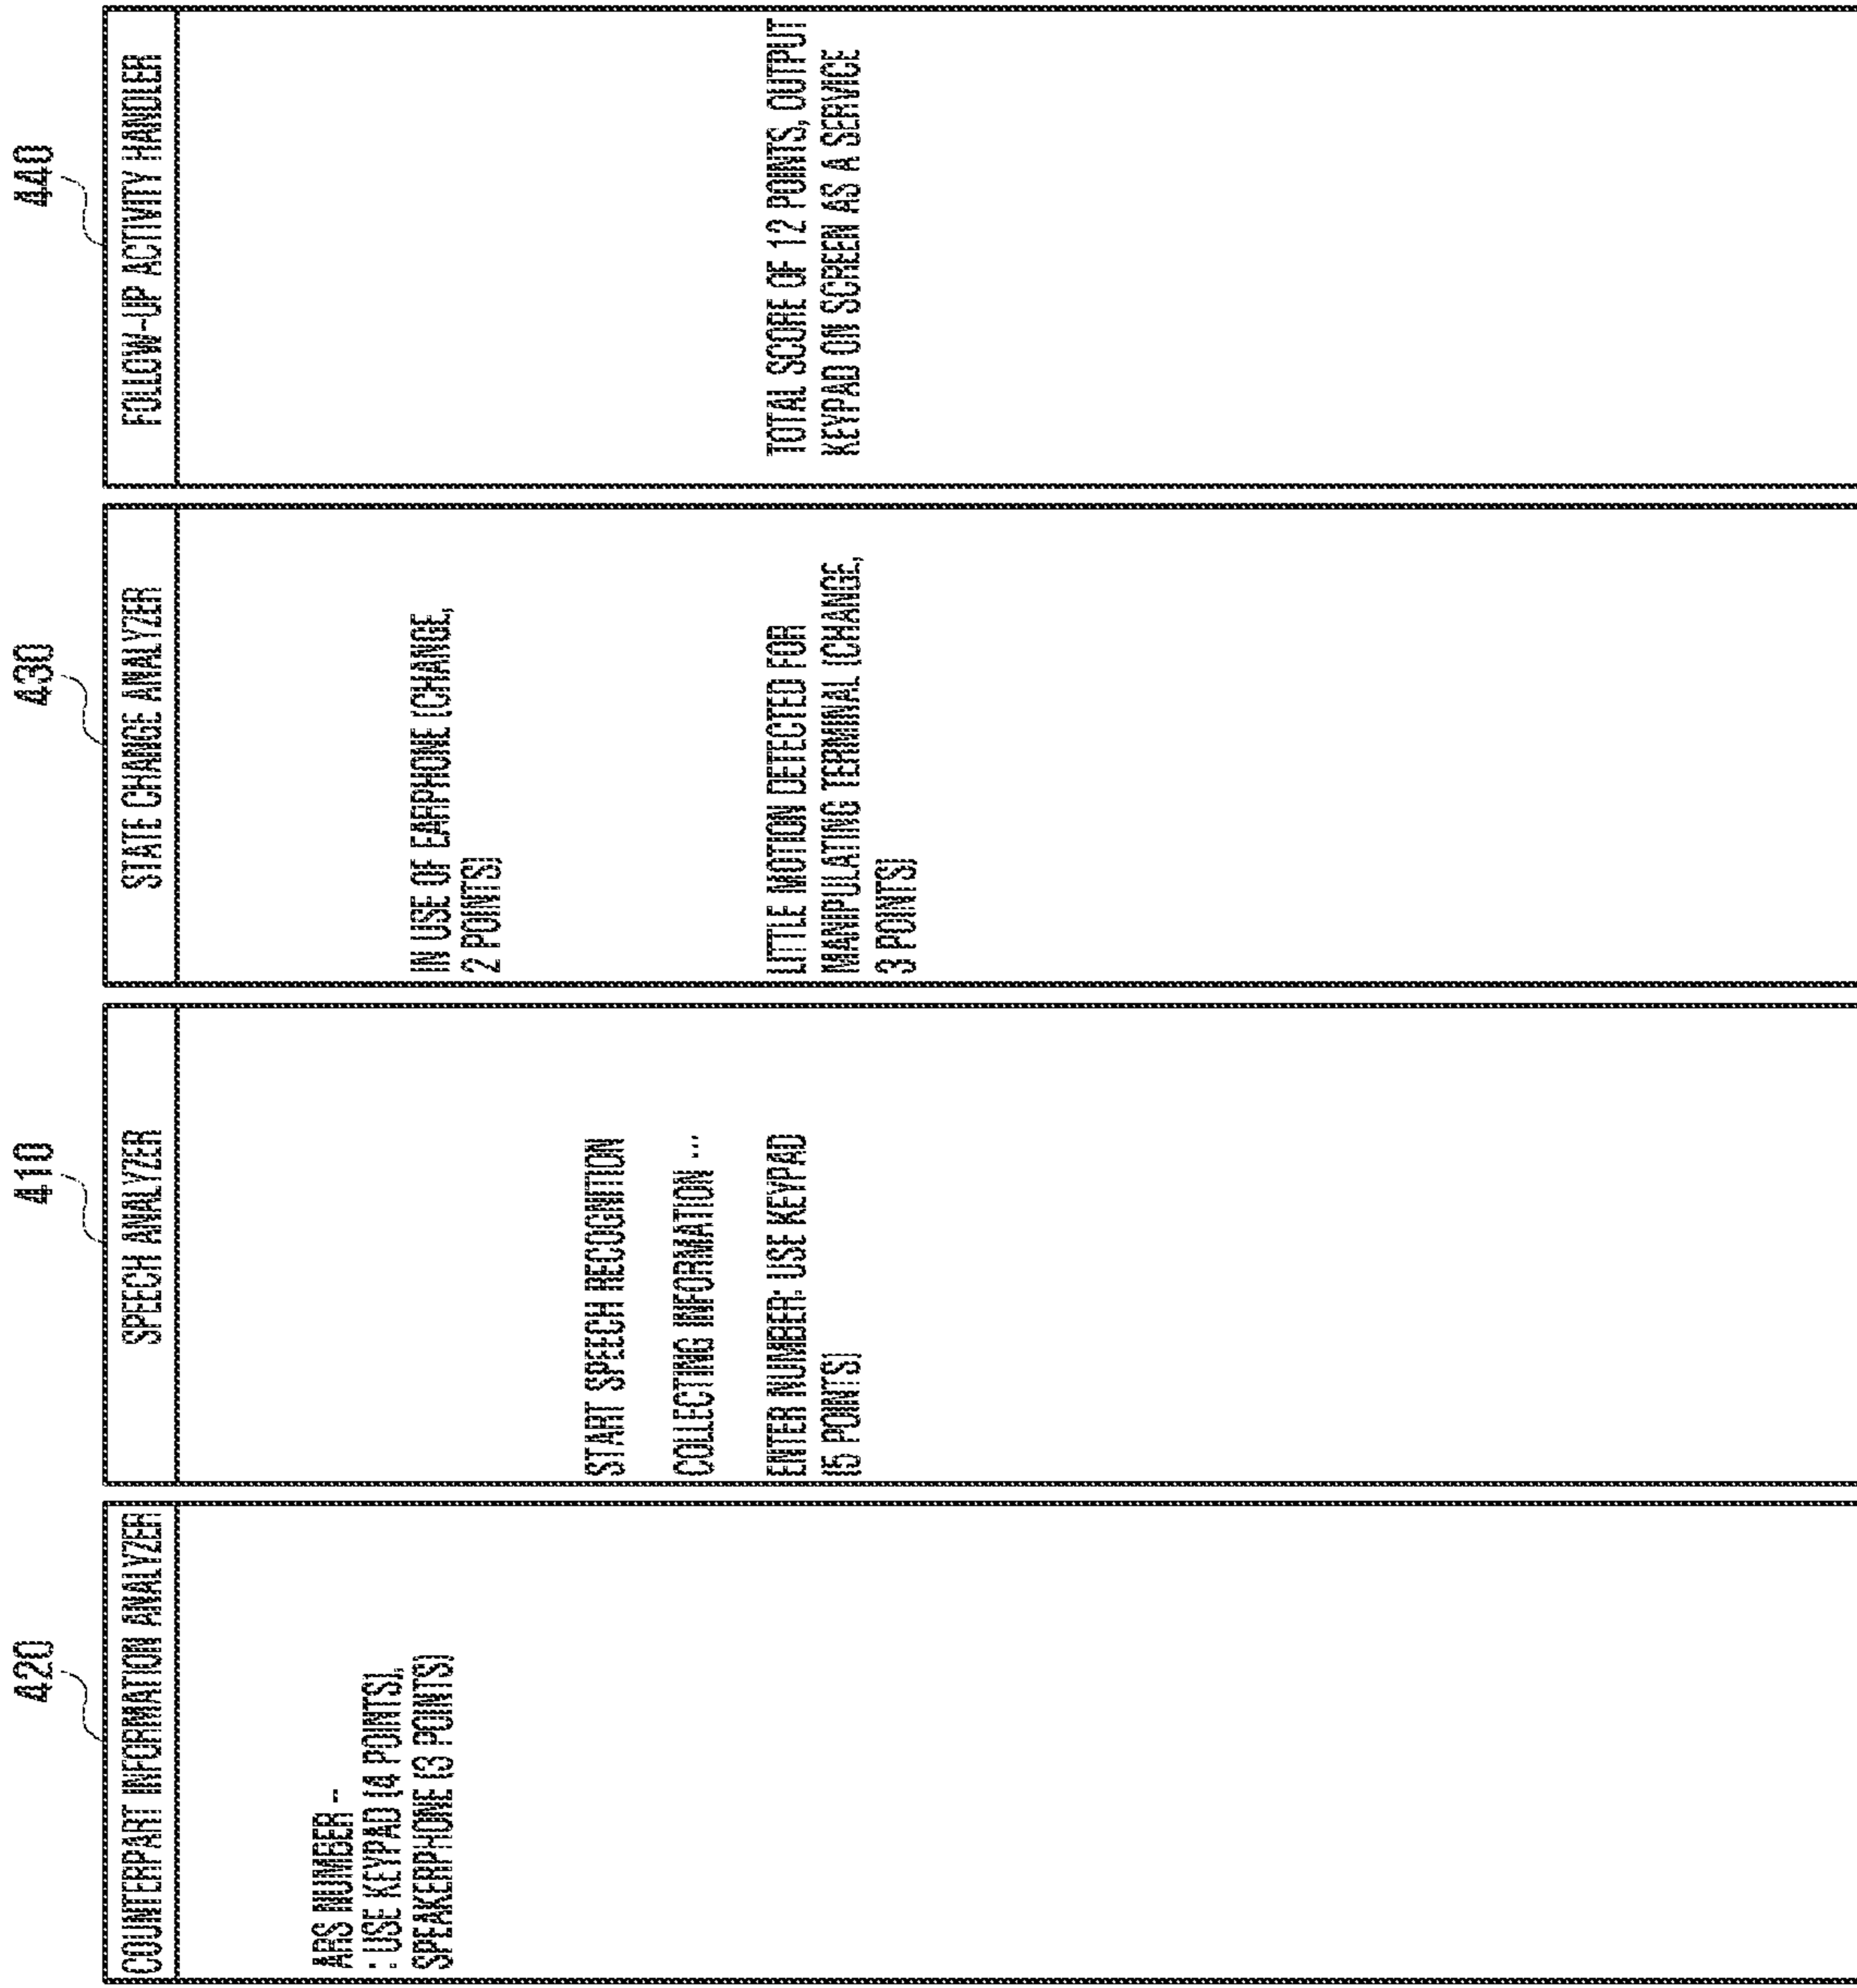 420
COUNTERPART INFORMATION ANALYZER
ARS NUMBER -
: USE KEYPAD (4 POINTS),
SPEAKERPHONE (3 POINTS)
410
SPEECH ANALYZER
START SPEECH RECOGNITION
COLLECTING INFORMATION ...
ENTER NUMBER: USE KEYPAD
(5 POINTS)
430
STATE CHANGE ANALYZER
IN USE OF EARPHONE (CHANGE,
2 POINTS)
LITTLE MOTION DETECTED FOR
MANIPULATING TERMINAL (CHANGE,
3 POINTS)
440
FOLLOW-UP ACTIVITY HANDLER
TOTAL SCORE OF 12 POINTS, OUTPUT
KEYPAD ON SCREEN AS A SERVICE